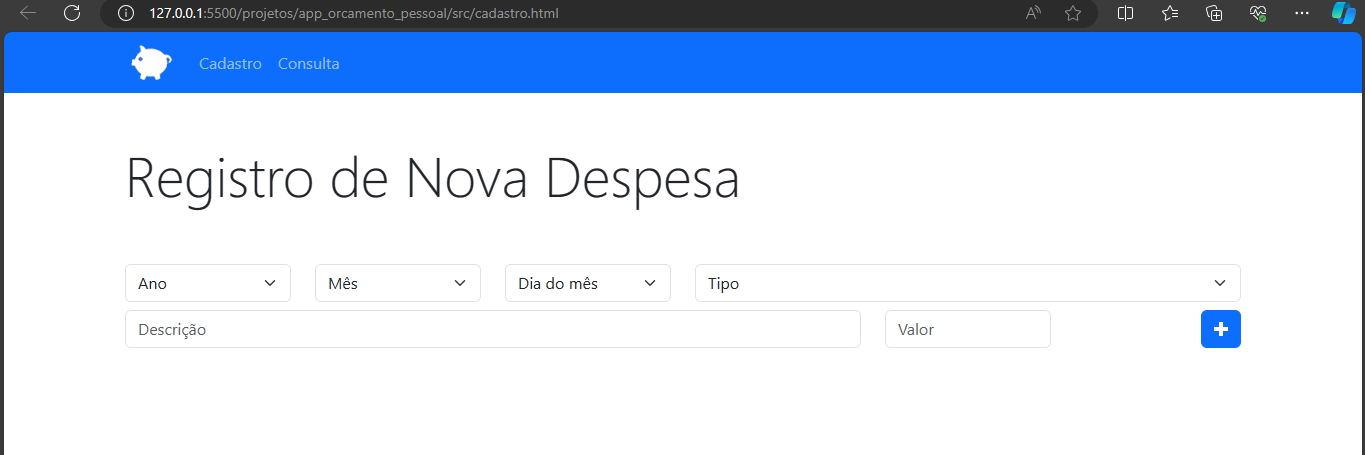 127.0.0.1:5500/projetos/app_orcamento_pessoal/src/cadastro.html
Cadastro Consulta
Registro de Nova Despesa
Ano Mês Dia do mês Tipo
Descrição Valor